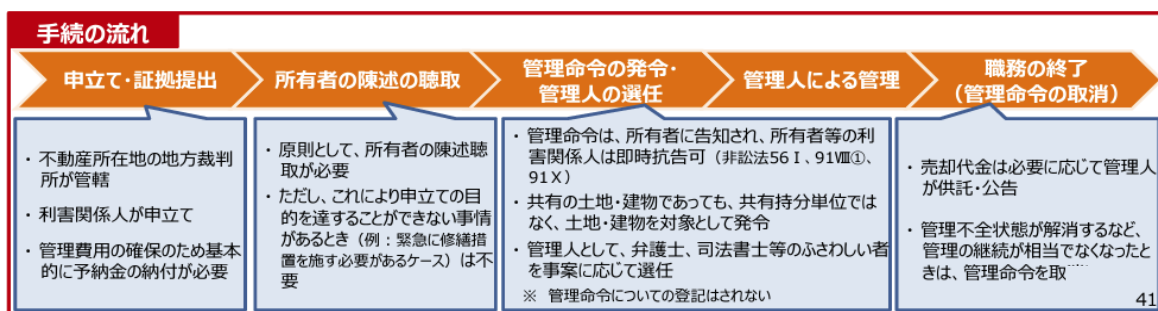 手続の流れ
申立て・証拠提出
所有者の陳述の聴取
管理命令の発令・
管理人の選任
管理人による管理
職務の終了
（管理命令の取消）
・ 不動産所在地の地方裁判
所が管轄
・ 利害関係人が申立て
・ 管理費用の確保のため基本
的に予納金の納付が必要
・ 原則として、所有者の陳述聴
取が必要
・ ただし、これにより申立ての目
的を達することができない事情
があるとき（例：緊急に修繕措
置を施す必要があるケース）は不
要
・ 管理命令は、所有者に告知され、所有者等の利
害関係人は即時抗告可（非訟法56Ⅰ、91Ⅷ①、
91Ⅹ）
・ 共有の土地・建物であっても、共有持分単位では
なく、土地・建物を対象として発令
・ 管理人として、弁護士、司法書士等のふさわしい者
を事案に応じて選任
※ 管理命令についての登記はされない
・ 売却代金は必要に応じて管理人
が供託・公告
・ 管理不全状態が解消するなど、
管理の継続が相当でなくなったと
きは、管理命令を取
41